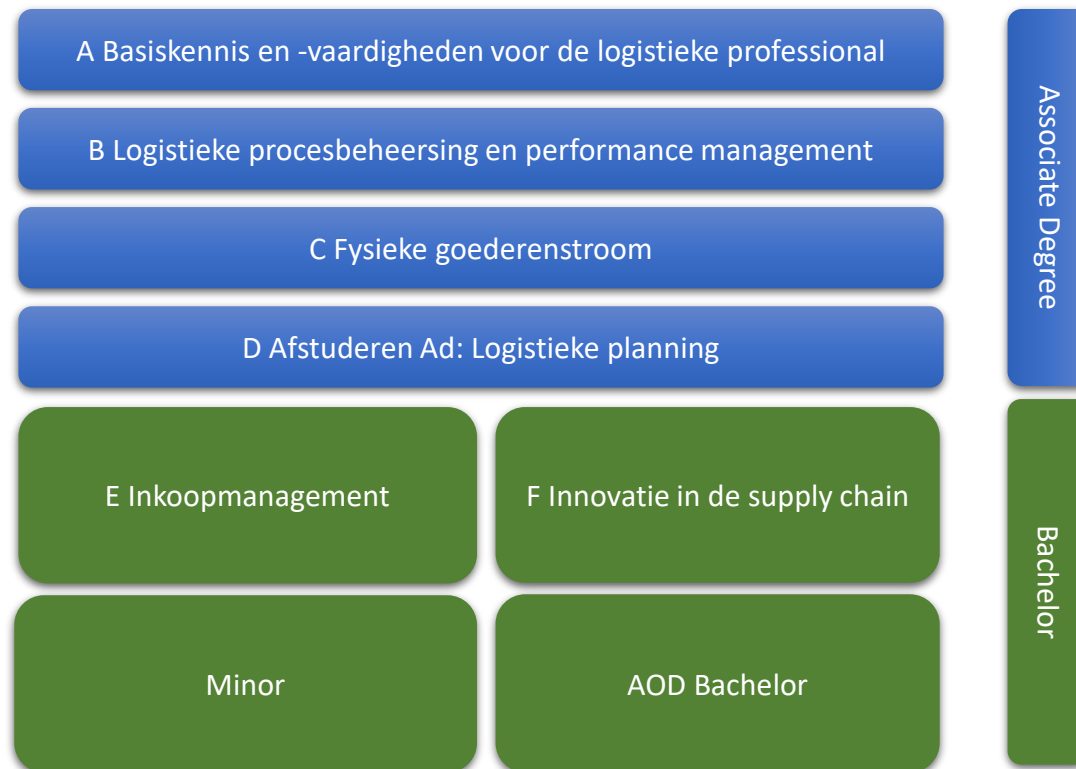 A Basiskennis en -vaardigheden voor de logistieke professional
B Logistieke procesbeheersing en performance management
C Fysieke goederenstroom
D Afstuderen Ad: Logistieke planning
Associate Degree
E Inkoopmanagement
F Innovatie in de supply chain
Minor
AOD Bachelor
Bachelor